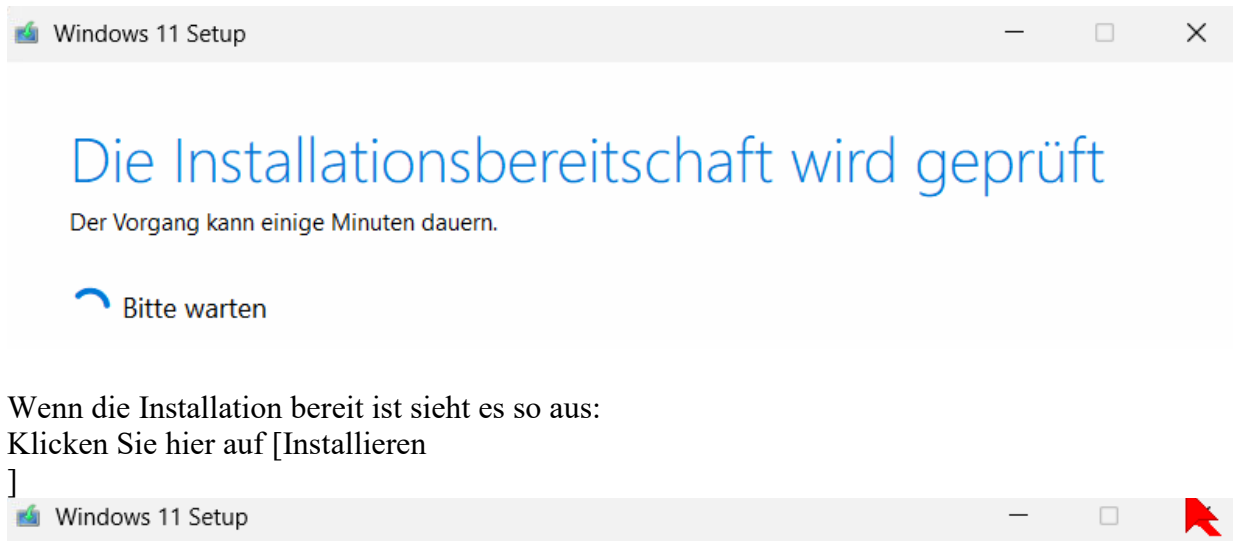 Windows 11 Setup
Die Installationsbereitschaft wird geprüft
Der Vorgang kann einige Minuten dauern.
Bitte warten
Wenn die Installation bereit ist sieht es so aus:
Klicken Sie hier auf [Installieren
]
Windows 11 Setup